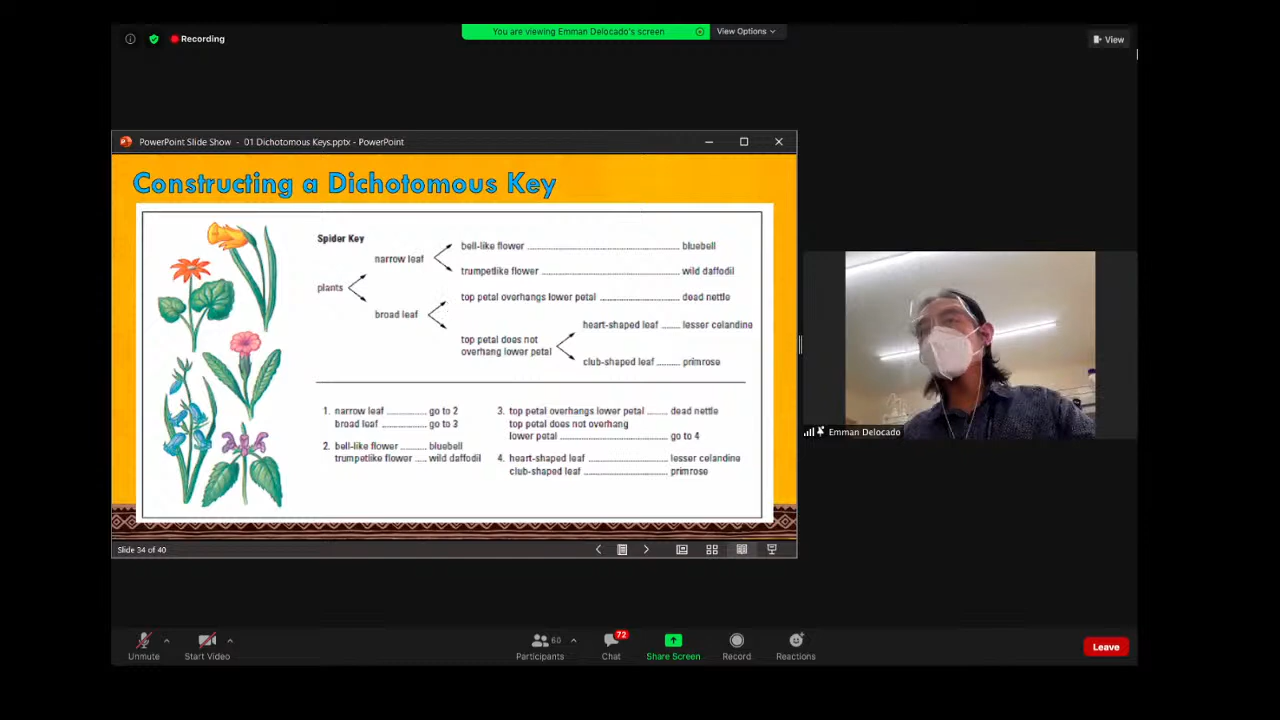 Recording
You are viewing Emman Delocado's screen
View Options
View
PowerPoint Slide Show - 01 Dichotomous Keys.pptx - PowerPoint
Constructing a Dichotomous Key
Spider Key
plants
narrow leaf
bell-like flower bluebell
trumpetlike flower wild daffodil
broad leaf
top petal overhangs lower petal dead nettle
top petal does not
overhang lower petal
heart-shaped leaf lesser celandine
club-shaped leaf primrose
1. narrow leaf go to 2
broad leaf go to 3
2. bell-like flower bluebell
trumpetlike flower wild daffodil
3. top petal overhangs lower petal dead nettle
top petal does not overhang
lower petal go to 4
4. heart-shaped leaf lesser celandine
club-shaped leaf primrose
Slide 34 of 40
Emman Delocado
Unmute
Start Video
60
Participants
72
Chat
Share Screen
Record
Reactions
Leave